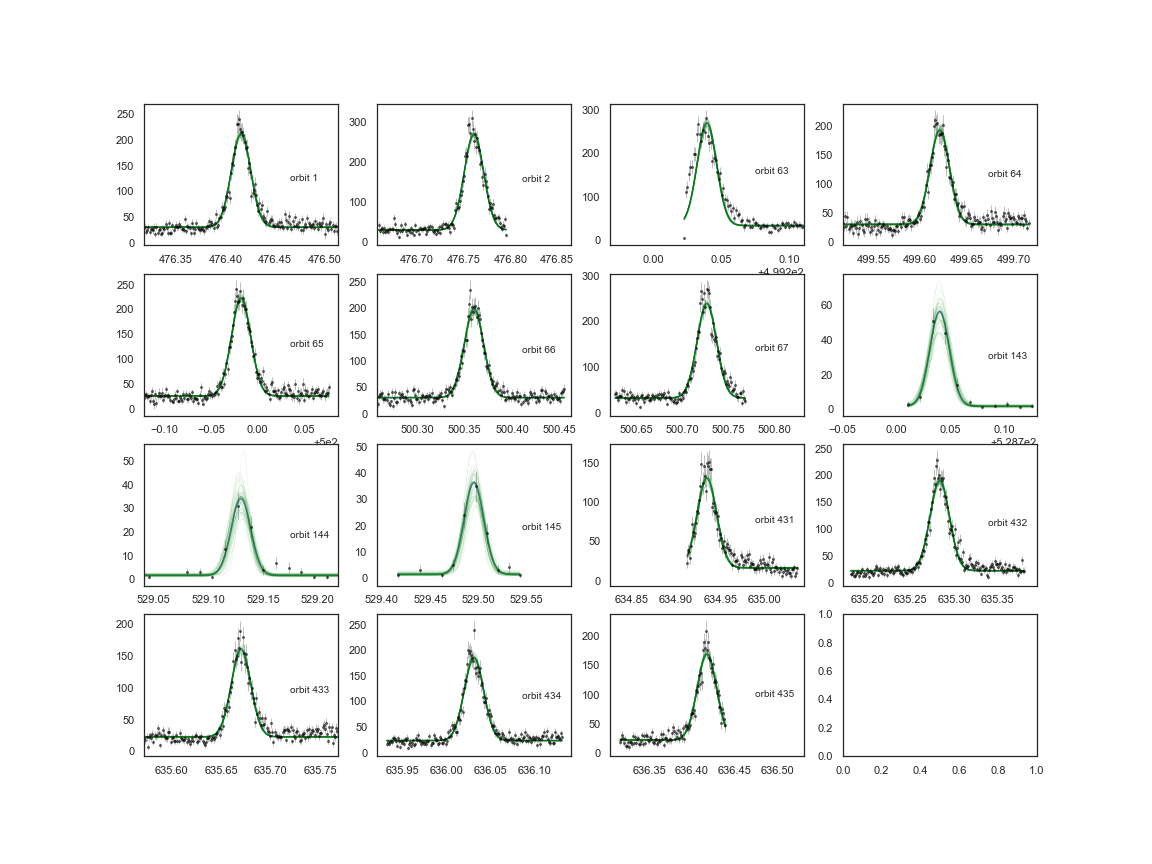 250
200
150
100
50
0
orbit 1
476.35 476.40 476.45 476.50
300
200
100
0
orbit 2
476.70 476.75 476.80 476.85
300
200
100
0
orbit 63
0.00 0.05 0.10
+4.992e2
200
150
100
50
0
orbit 64
499.55 499.60 499.65 499.70
250
200
150
100
50
0
orbit 65
−0.10 −0.05 0.00 0.05
+5e2
250
200
150
100
50
0
orbit 66
500.30 500.35 500.40 500.45
300
200
100
0
orbit 67
500.65 500.70 500.75 500.80
60
40
20
0
orbit 143
−0.05 0.00 0.05 0.10
+5.287e2
50
40
30
20
10
0
orbit 144
529.05 529.10 529.15 529.20
50
40
30
20
10
0
orbit 145
529.40 529.45 529.50 529.55
150
100
50
0
orbit 431
634.85 634.90 634.95 635.00
250
200
150
100
50
0
orbit 432
635.20 635.25 635.30 635.35
200
150
100
50
0
orbit 433
635.60 635.65 635.70 635.75
250
200
150
100
50
0
orbit 434
635.95 636.00 636.05 636.10
200
150
100
50
0
orbit 435
636.35 636.40 636.45 636.50
1.0
0.8
0.6
0.4
0.2
0.0
0.0 0.2 0.4 0.6 0.8 1.0